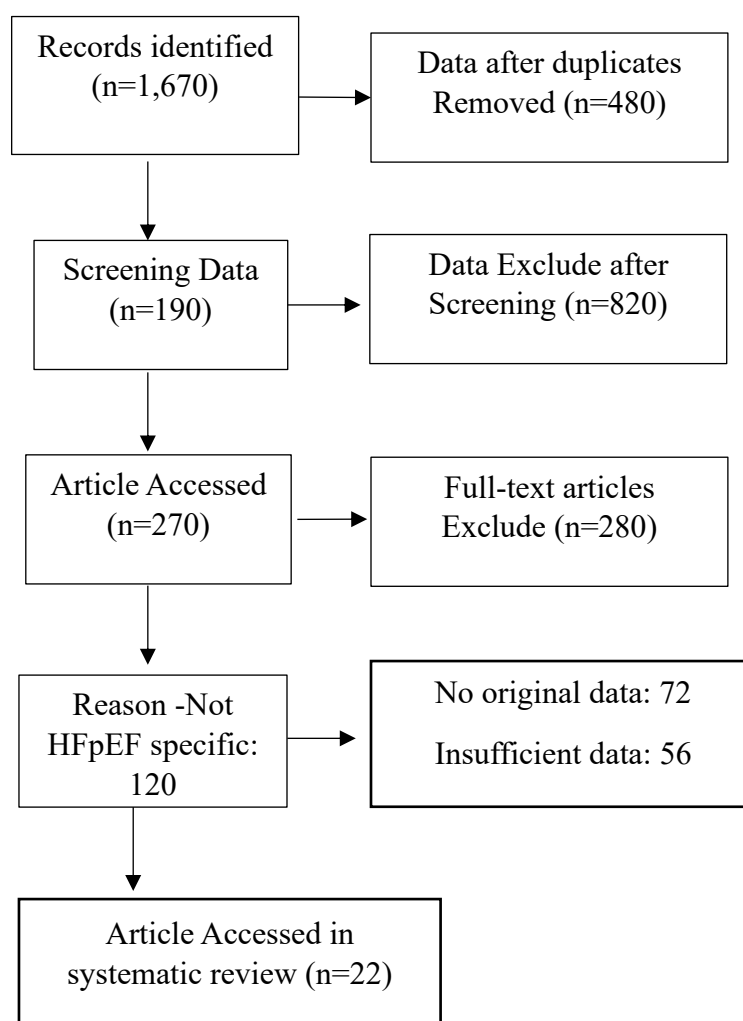 Records identified
(n=1,670)
Data after duplicates
Removed (n=480)
Screening Data
(n=190)
Data Exclude after
Screening (n=820)
Article Accessed
(n=270)
Full-text articles
Exclude (n=280)
Reason -Not
HFpEF specific:
120
No original data: 72
Insufficient data: 56
Article Accessed in
systematic review (n=22)